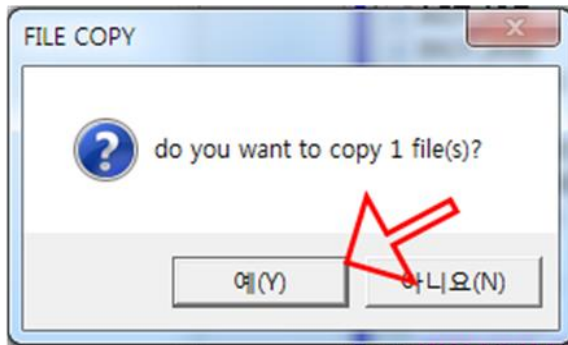 FILE COPY
do you want to copy 1 file(s)?
예(Y)
아니요(N)